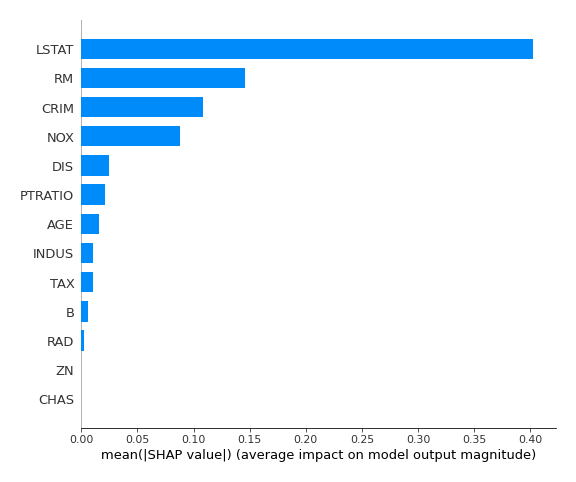 LSTAT
RM
CRIM
NOX
DIS
PTRATIO
AGE
INDUS
TAX
B
RAD
ZN
CHAS
0.00 0.05 0.10 0.15 0.20 0.25 0.30 0.35 0.40
mean(|SHAP value|) (average impact on model output magnitude)